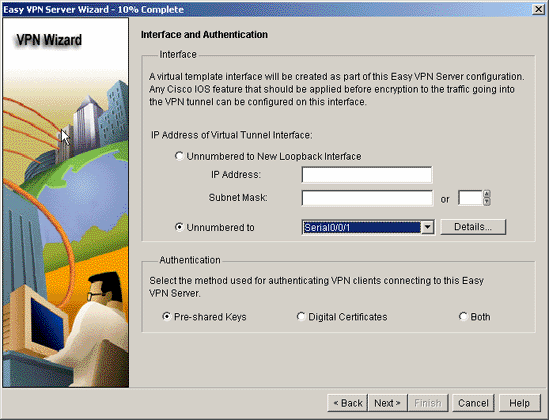 Easy VPN Server Wizard - 10% Complete
VPN Wizard
Interface and Authentication
Interface
A virtual template interface will be created as part of this Easy VPN Server configuration.
Any Cisco IOS feature that should be applied before encryption to the traffic going into
the VPN tunnel can be configured on this interface.
IP Address of Virtual Tunnel Interface:
Unnumbered to New Loopback Interface
IP Address:
Subnet Mask: or
Unnumbered to Serial0/0/1 Details...
Authentication
Select the method used for authenticating VPN clients connecting to this Easy
VPN Server.
Pre-shared Keys Digital Certificates Both
< Back Next > Finish Cancel Help